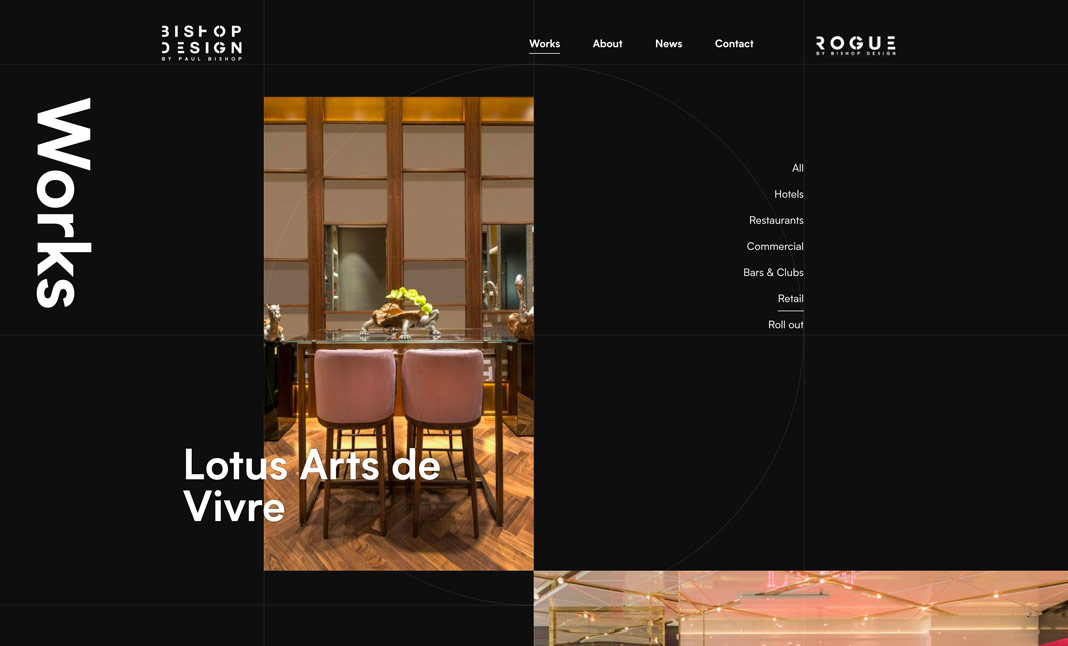 BISHOP
DESIGN
BY PAUL BISHOP
Works
About
News
Contact
ROGUE
BY BISHOP DESIGN
Works
All
Hotels
Restaurants
Commercial
Bars & Clubs
Retail
Roll out
Lotus Arts de
Vivre